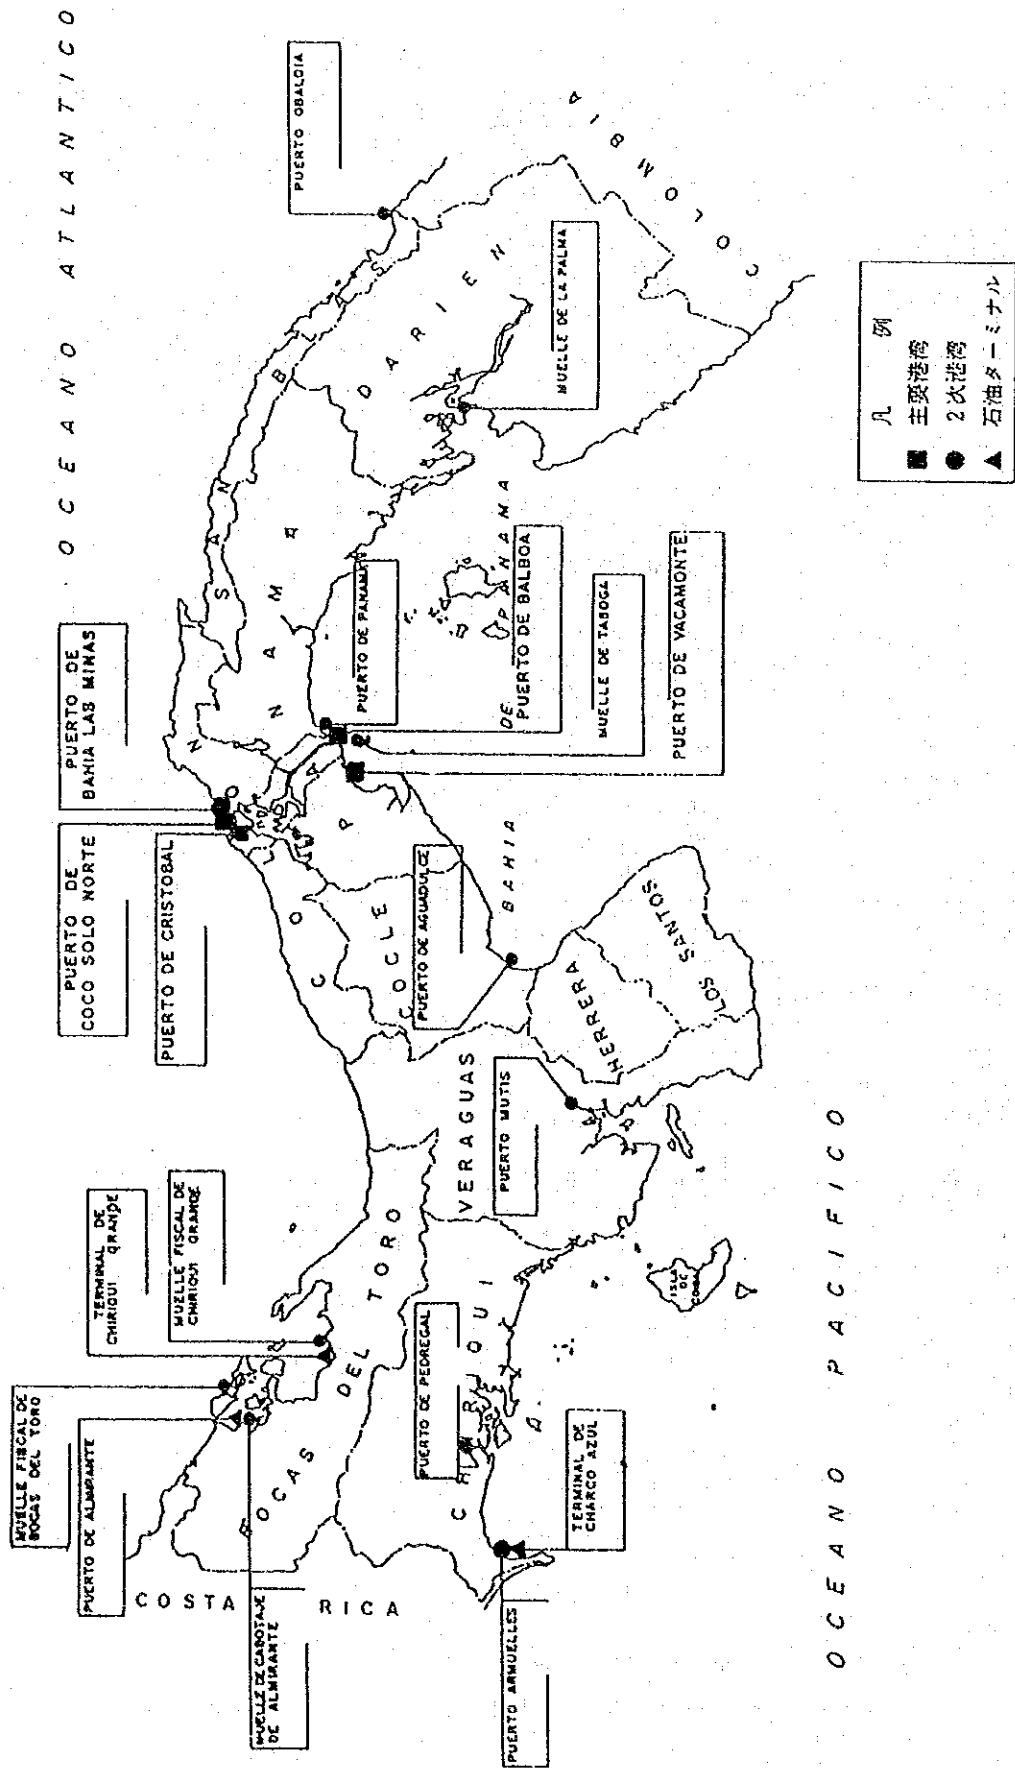 OCEANO ATLANTICO
MUELLE FISCAL DE
BOCAS DEL TORO
PUERTO DE ALMIRANTE
TERMINAL DE
CHIRIQUI GRANDE
MUELLE FISCAL DE
CHIRIQUI GRANDE
PUERTO DE
COCO SOLO NORTE
PUERTO DE
BAHIA LAS MINAS
PUERTO DE CRISTOBAL
PUERTO OBALDIA
COSTA RICA
MUELLE DE CABOTAJE
DE ALMIRANTE
BOCAS DEL TORO
COLON
SAN BLAS
PANAMA
DARIEN
COLOMBIA
PUERTO DE PANAMA
COCLE
PUERTO DE AGUADULCE
PUERTO DE PEDREGAL
CHIRIQUI
VERAGUAS
PUERTO MUTIS
BAHIA DE PANAMA
PUERTO DE BALBOA
MUELLE DE LA PALMA
MUELLE DE TABOGA
PUERTO DE VACAMONTE
PUERTO ARMUELLES
TERMINAL DE
CHARCO AZUL
HERRERA
LOS SANTOS
ISLA
DE
COIBA
OCEANO PACIFICO
凡例
主要港湾
2次港湾
石油ターミナル